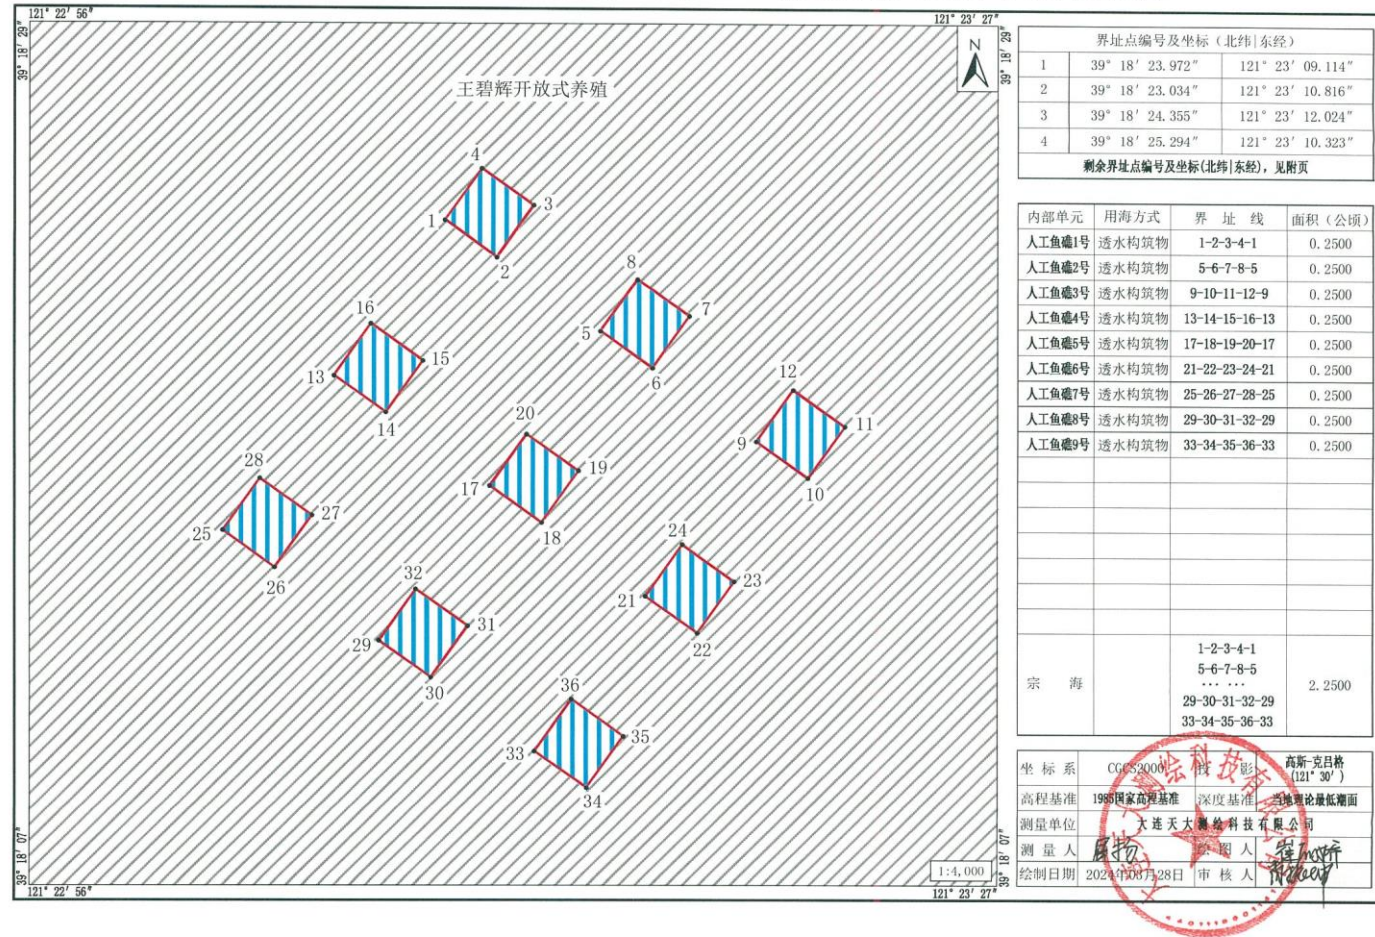 121° 22′ 56″
121° 23′ 27″
39° 18′ 29″
39° 18′ 29″
N
王碧辉开放式养殖
4
3
1
2
8
7
5
6
16
15
13
14
12
11
9
10
20
19
17
18
28
27
25
26
24
23
21
22
32
31
29
30
36
35
33
34
39° 18′ 07″
39° 18′ 07″
1:4,000
121° 22′ 56″
121° 23′ 27″
界址点编号及坐标（北纬|东经）
1 39° 18′ 23.972″ 121° 23′ 09.114″
2 39° 18′ 23.034″ 121° 23′ 10.816″
3 39° 18′ 24.355″ 121° 23′ 12.024″
4 39° 18′ 25.294″ 121° 23′ 10.323″
剩余界址点编号及坐标(北纬|东经)，见附页
内部单元 用海方式 界 址 线 面积（公顷）
人工鱼礁1号 透水构筑物 1-2-3-4-1 0.2500
人工鱼礁2号 透水构筑物 5-6-7-8-5 0.2500
人工鱼礁3号 透水构筑物 9-10-11-12-9 0.2500
人工鱼礁4号 透水构筑物 13-14-15-16-13 0.2500
人工鱼礁5号 透水构筑物 17-18-19-20-17 0.2500
人工鱼礁6号 透水构筑物 21-22-23-24-21 0.2500
人工鱼礁7号 透水构筑物 25-26-27-28-25 0.2500
人工鱼礁8号 透水构筑物 29-30-31-32-29 0.2500
人工鱼礁9号 透水构筑物 33-34-35-36-33 0.2500
1-2-3-4-1
5-6-7-8-5
... ...
宗 海 2.2500
29-30-31-32-29
33-34-35-36-33
坐 标 系 CGCS2000 投 影 高斯-克吕格
(121° 30′)
高程基准 1985国家高程基准 深度基准 当地理论最低潮面
测量单位 大连天大测绘科技有限公司
测 量 人 绘 图 人
绘制日期 2024年03月28日 审 核 人
大连天大测绘科技有限公司